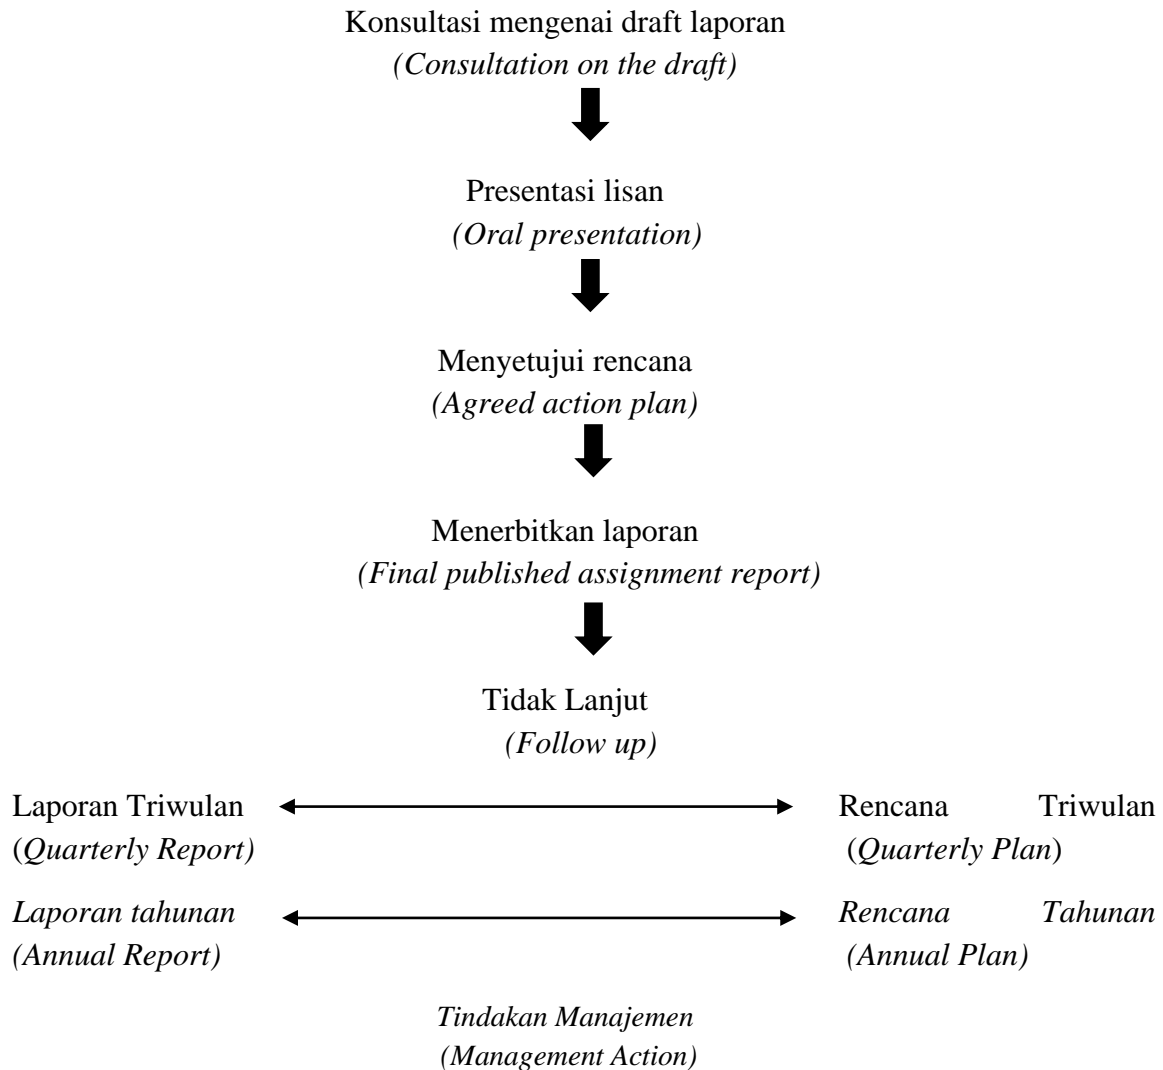 Konsultasi mengenai draft laporan
(Consultation on the draft)
Presentasi lisan
(Oral presentation)
Menyetujui rencana
(Agreed action plan)
Menerbitkan laporan
(Final published assignment report)
Tidak Lanjut
(Follow up)
Laporan Triwulan
(Quarterly Report)
Rencana Triwulan
(Quarterly Plan)
Laporan tahunan
(Annual Report)
Rencana Tahunan
(Annual Plan)
Tindakan Manajemen
(Management Action)